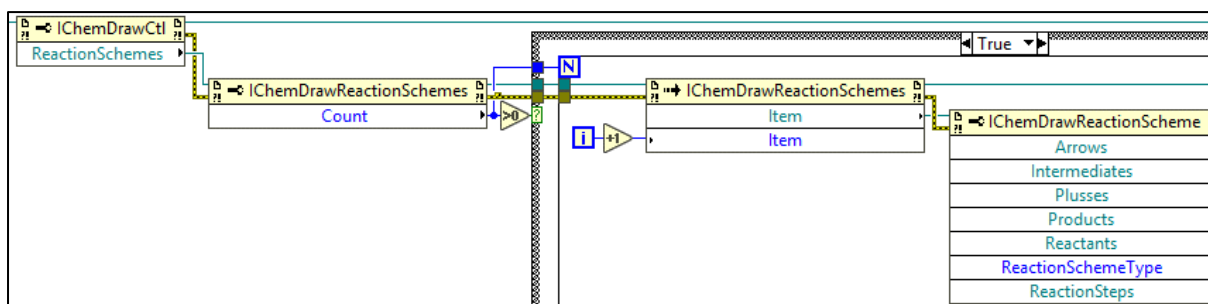 IChemDrawCtl
ReactionSchemes
True
N
IChemDrawReactionSchemes
Count
>0
?
IChemDrawReactionSchemes
Item
i
+1
Item
IChemDrawReactionScheme
Arrows
Intermediates
Plusses
Products
Reactants
ReactionSchemeType
ReactionSteps